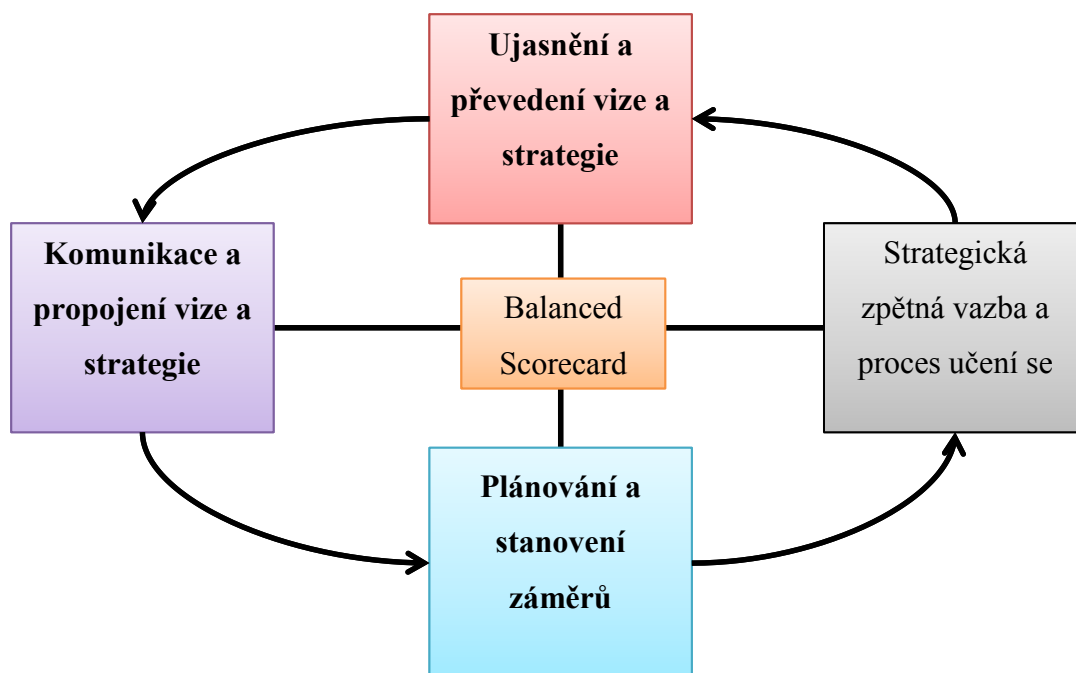 Ujasnění a
převedení vize a
strategie
Komunikace a
propojení vize a
strategie
Balanced
Scorecard
Strategická
zpětná vazba a
proces učení se
Plánování a
stanovení
záměrů